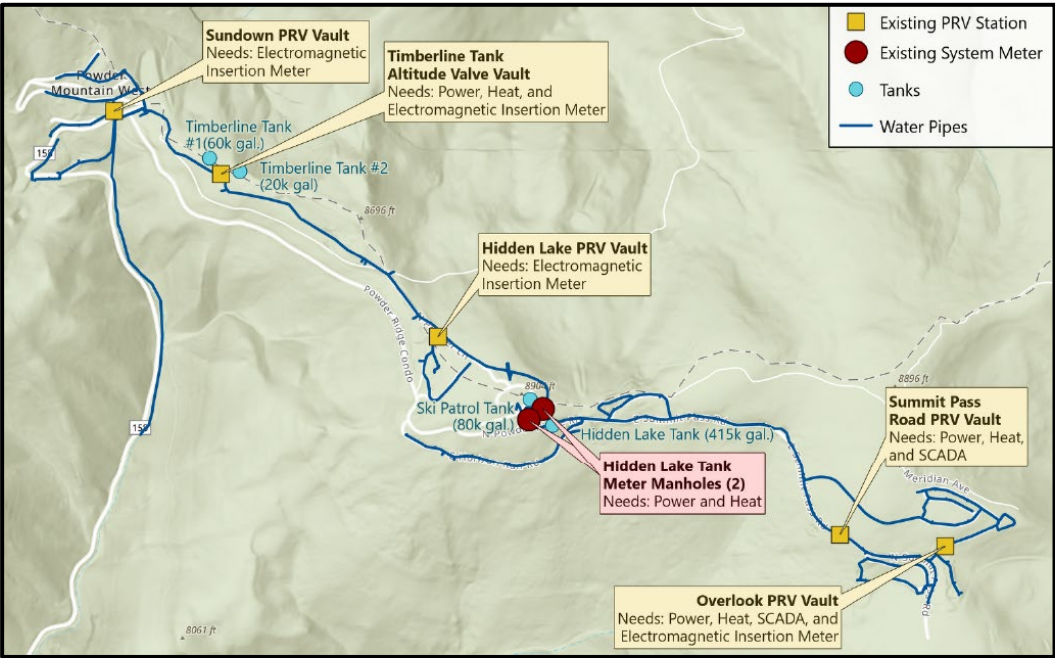 Sundown PRV Vault
Needs: Electromagnetic
Insertion Meter
Timberline Tank
Altitude Valve Vault
Needs: Power, Heat, and
Electromagnetic Insertion Meter
Existing PRV Station
Existing System Meter
Tanks
Water Pipes
Powder
Mountain West
158
Timberline Tank
#1(60k gal.)
Timberline Tank #2
(20k gal)
8696 ft
Hidden Lake PRV Vault
Needs: Electromagnetic
Insertion Meter
Powder Ridge Condo
8896 ft
Summit Pass
Road PRV Vault
Needs: Power, Heat,
and SCADA
Ski Patrol Tank
(80k gal.)
Hidden Lake Tank (415k gal.)
158
Hidden Lake Tank
Meter Manholes (2)
Needs: Power and Heat
Meridian Ave
Overlook PRV Vault
Needs: Power, Heat, SCADA, and
Electromagnetic Insertion Meter
8061 ft